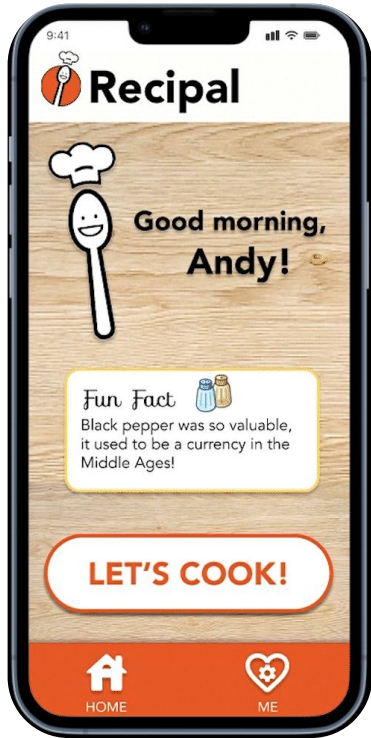 9:41
Recipal
Good morning,
Andy!
Fun Fact
Black pepper was so valuable,
it used to be a currency in the
Middle Ages!
LET'S COOK!
HOME
ME